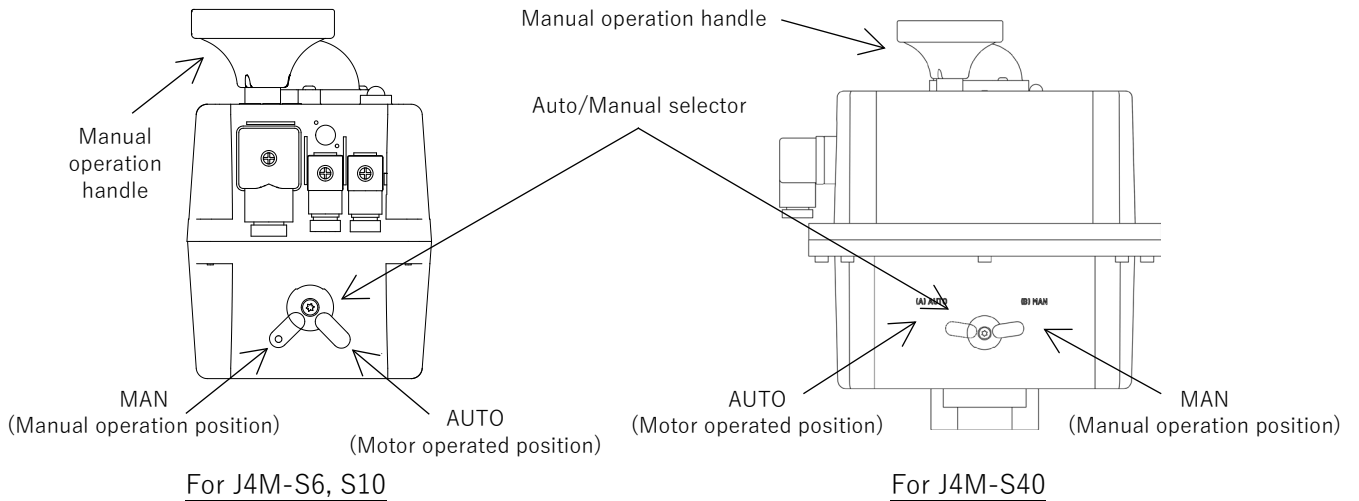 Manual operation handle
Manual
operation
handle
Auto/Manual selector
(A) AUTO
(B) MAN
MAN
(Manual operation position)
AUTO
(Motor operated position)
AUTO
(Motor operated position)
MAN
(Manual operation position)
For J4M-S6, S10
For J4M-S40